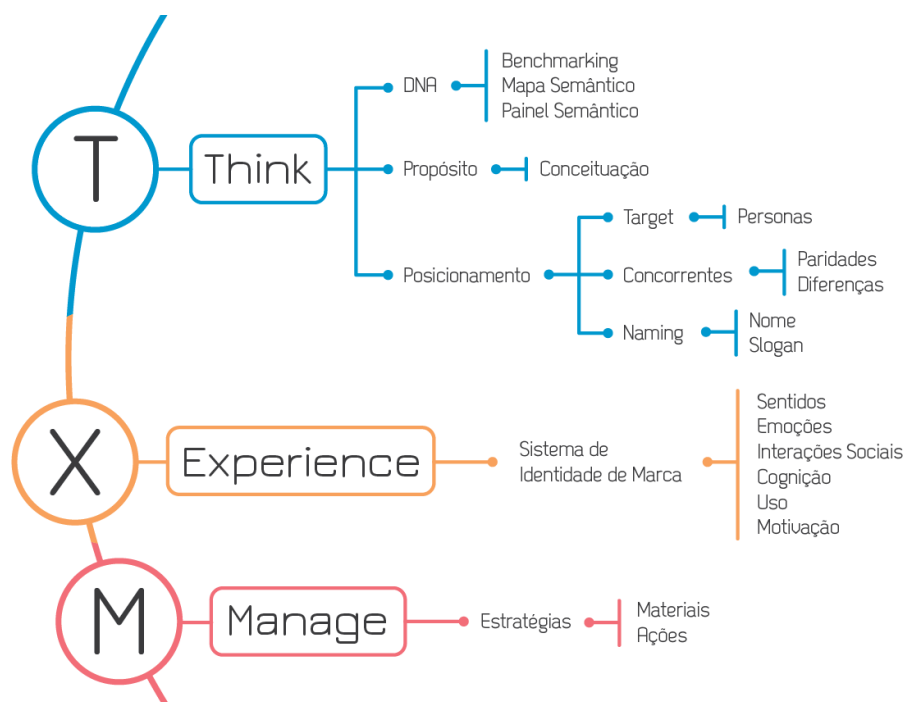 T
Think
DNA
Benchmarking
Mapa Semântico
Painel Semântico
Propósito
Conceituação
Posicionamento
Target
Personas
Concorrentes
Paridades
Diferenças
Naming
Nome
Slogan
X
Experience
Sistema de
Identidade de Marca
Sentidos
Emoções
Interações Sociais
Cognição
Uso
Motivação
M
Manage
Estratégias
Materiais
Ações